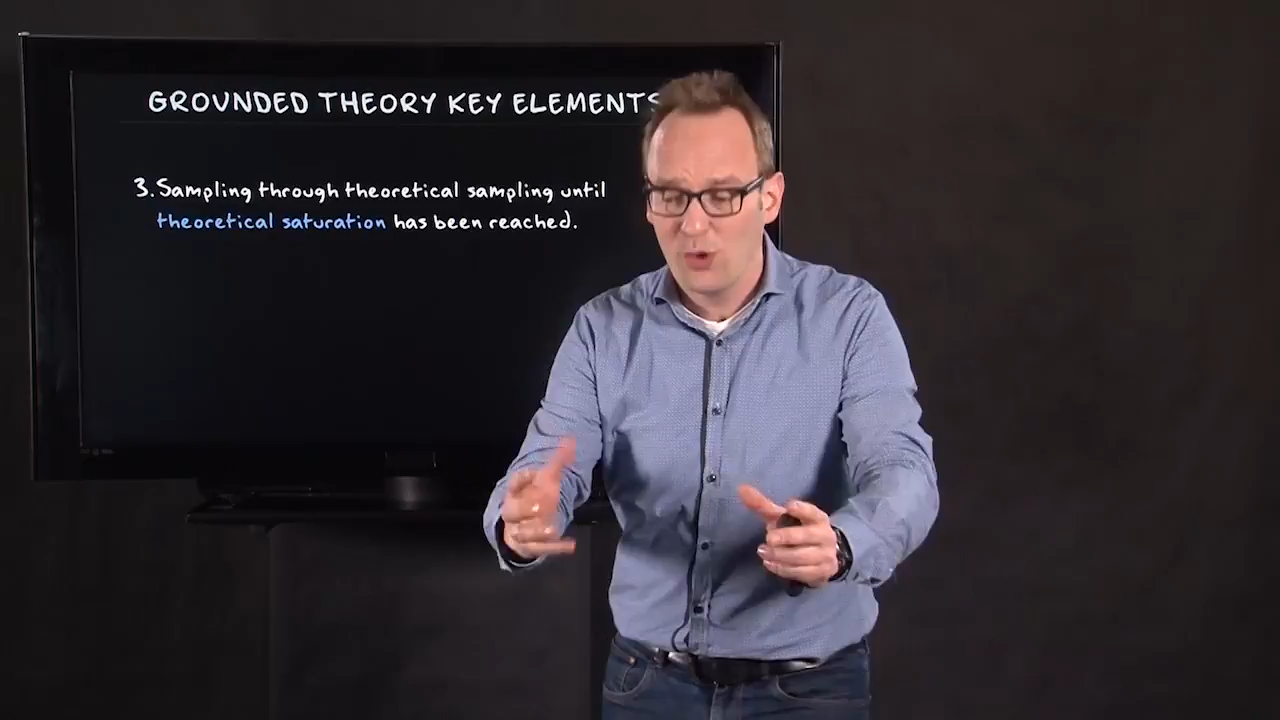 GROUNDED THEORY KEY ELEMENTS
3. Sampling through theoretical sampling until
theoretical saturation has been reached.